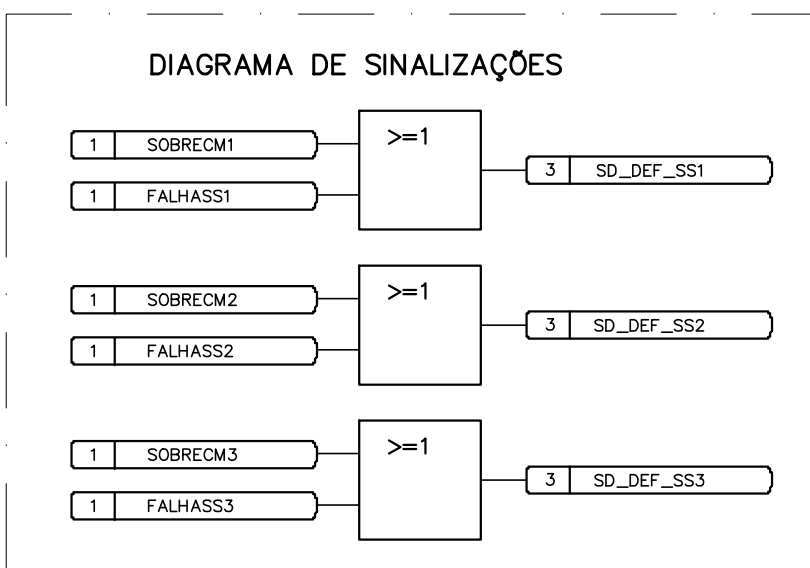 DIAGRAMA DE SINALIZAÇÕES
1 SOBRECM1
>=1
3 SD_DEF_SS1
1 FALHASS1
1 SOBRECM2
>=1
3 SD_DEF_SS2
1 FALHASS2
1 SOBRECM3
>=1
3 SD_DEF_SS3
1 FALHASS3